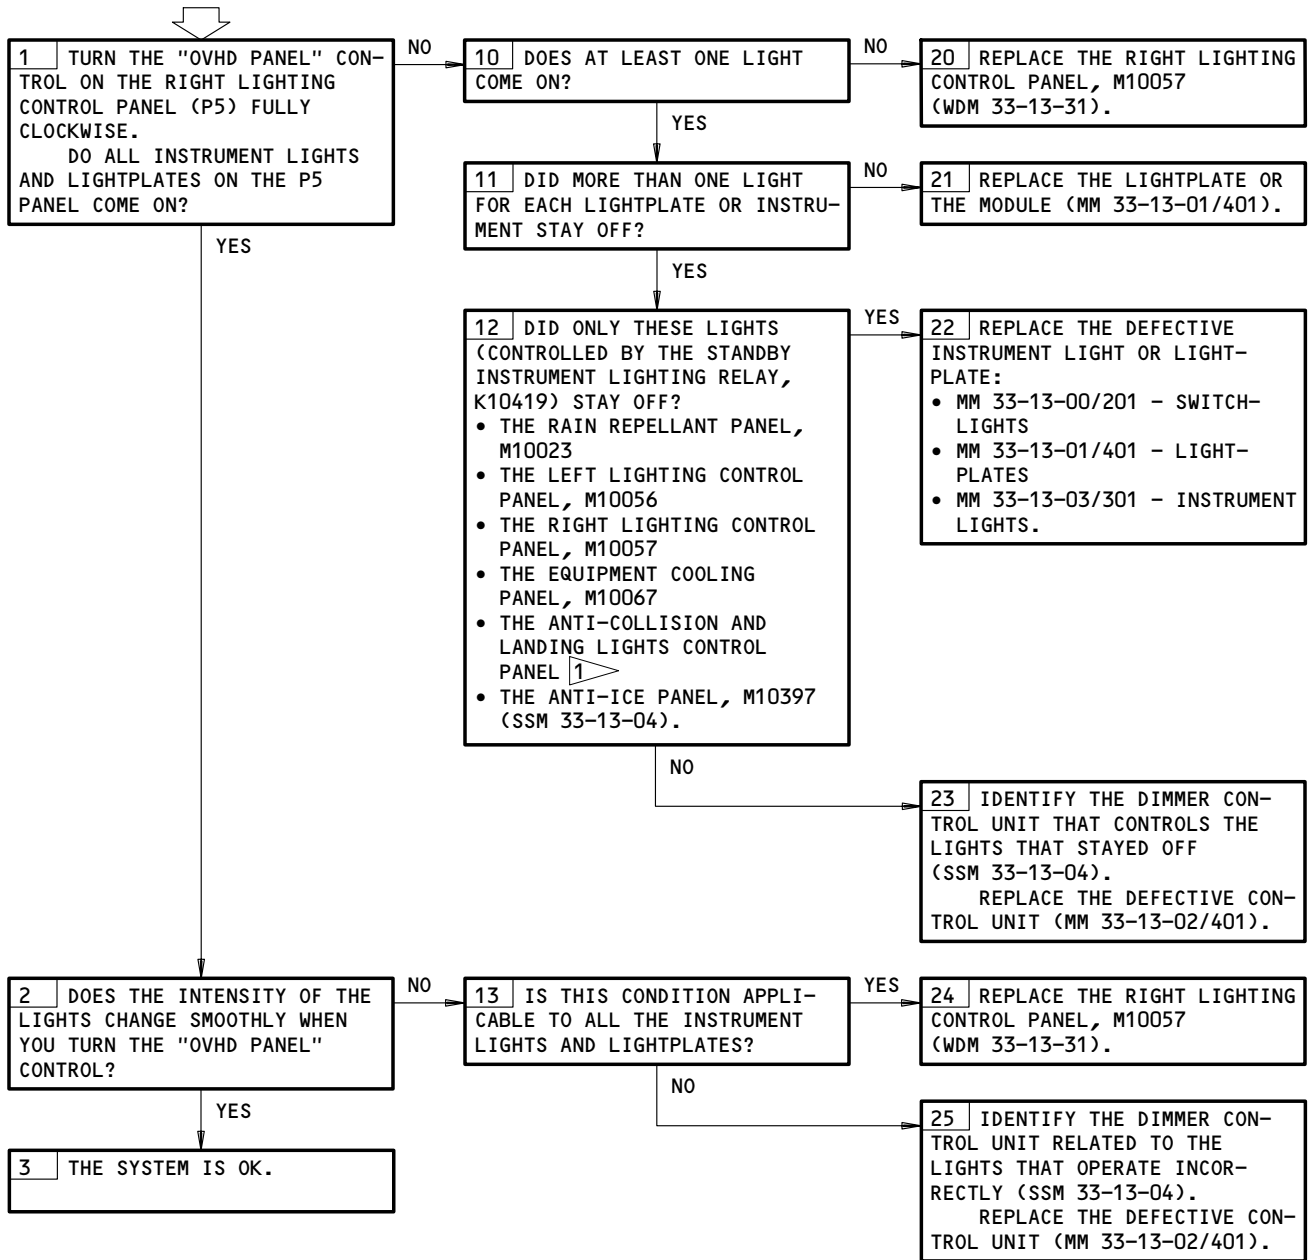 1 TURN THE "OVHD PANEL" CON-
TROL ON THE RIGHT LIGHTING
CONTROL PANEL (P5) FULLY
CLOCKWISE.
DO ALL INSTRUMENT LIGHTS
AND LIGHTPLATES ON THE P5
PANEL COME ON?
NO
10 DOES AT LEAST ONE LIGHT
COME ON?
NO
20 REPLACE THE RIGHT LIGHTING
CONTROL PANEL, M10057
(WDM 33-13-31).
YES
YES
11 DID MORE THAN ONE LIGHT
FOR EACH LIGHTPLATE OR INSTRU-
MENT STAY OFF?
NO
21 REPLACE THE LIGHTPLATE OR
THE MODULE (MM 33-13-01/401).
YES
12 DID ONLY THESE LIGHTS
(CONTROLLED BY THE STANDBY
INSTRUMENT LIGHTING RELAY,
K10419) STAY OFF?
• THE RAIN REPELLANT PANEL,
M10023
• THE LEFT LIGHTING CONTROL
PANEL, M10056
• THE RIGHT LIGHTING CONTROL
PANEL, M10057
• THE EQUIPMENT COOLING
PANEL, M10067
• THE ANTI-COLLISION AND
LANDING LIGHTS CONTROL
PANEL 1
• THE ANTI-ICE PANEL, M10397
(SSM 33-13-04).
YES
22 REPLACE THE DEFECTIVE
INSTRUMENT LIGHT OR LIGHT-
PLATE:
• MM 33-13-00/201 - SWITCH-
LIGHTS
• MM 33-13-01/401 - LIGHT-
PLATES
• MM 33-13-03/301 - INSTRUMENT
LIGHTS.
NO
23 IDENTIFY THE DIMMER CON-
TROL UNIT THAT CONTROLS THE
LIGHTS THAT STAYED OFF
(SSM 33-13-04).
REPLACE THE DEFECTIVE CON-
TROL UNIT (MM 33-13-02/401).
2 DOES THE INTENSITY OF THE
LIGHTS CHANGE SMOOTHLY WHEN
YOU TURN THE "OVHD PANEL"
CONTROL?
NO
13 IS THIS CONDITION APPLI-
CABLE TO ALL THE INSTRUMENT
LIGHTS AND LIGHTPLATES?
YES
24 REPLACE THE RIGHT LIGHTING
CONTROL PANEL, M10057
(WDM 33-13-31).
YES
NO
3 THE SYSTEM IS OK.
25 IDENTIFY THE DIMMER CON-
TROL UNIT RELATED TO THE
LIGHTS THAT OPERATE INCOR-
RECTLY (SSM 33-13-04).
REPLACE THE DEFECTIVE CON-
TROL UNIT (MM 33-13-02/401).